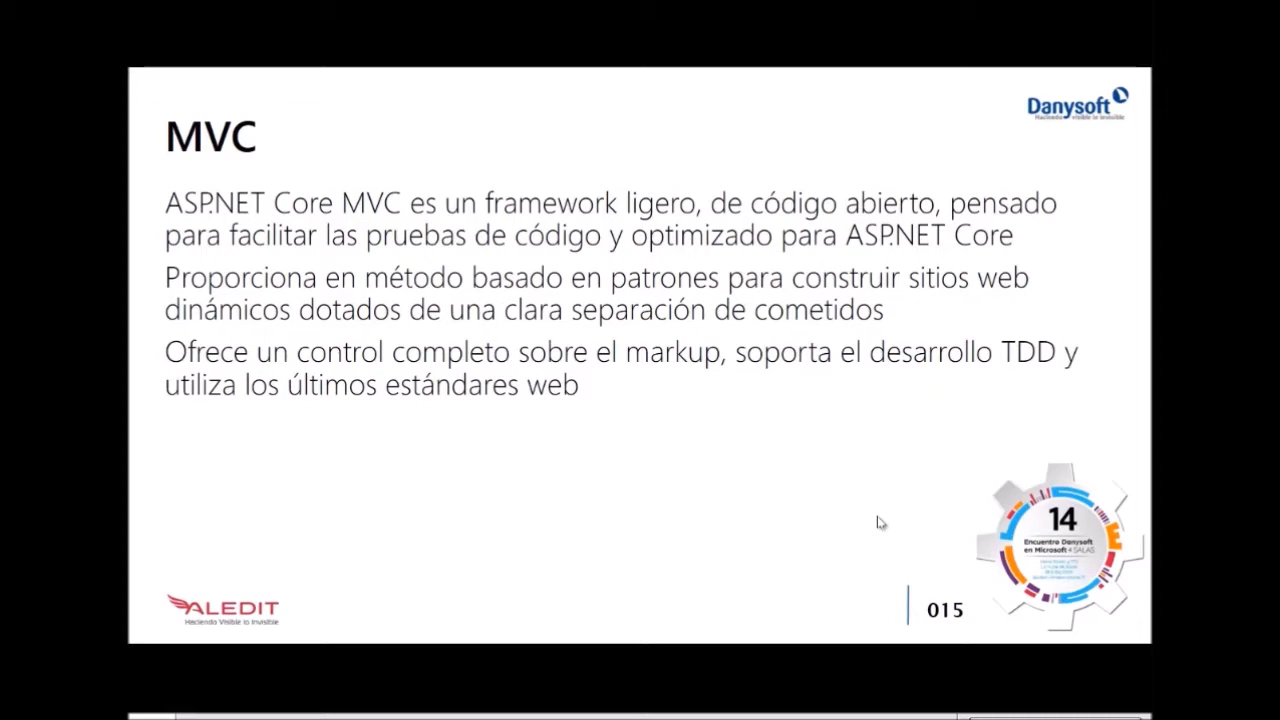 Danysoft
Haciendo visible lo invisible
MVC
ASP.NET Core MVC es un framework ligero, de código abierto, pensado
para facilitar las pruebas de código y optimizado para ASP.NET Core
Proporciona en método basado en patrones para construir sitios web
dinámicos dotados de una clara separación de cometidos
Ofrece un control completo sobre el markup, soporta el desarrollo TDD y
utiliza los últimos estándares web
14
Encuentro Danysoft
en Microsoft 4 SALAS
ALEDIT
Haciendo Visible lo Invisible
015